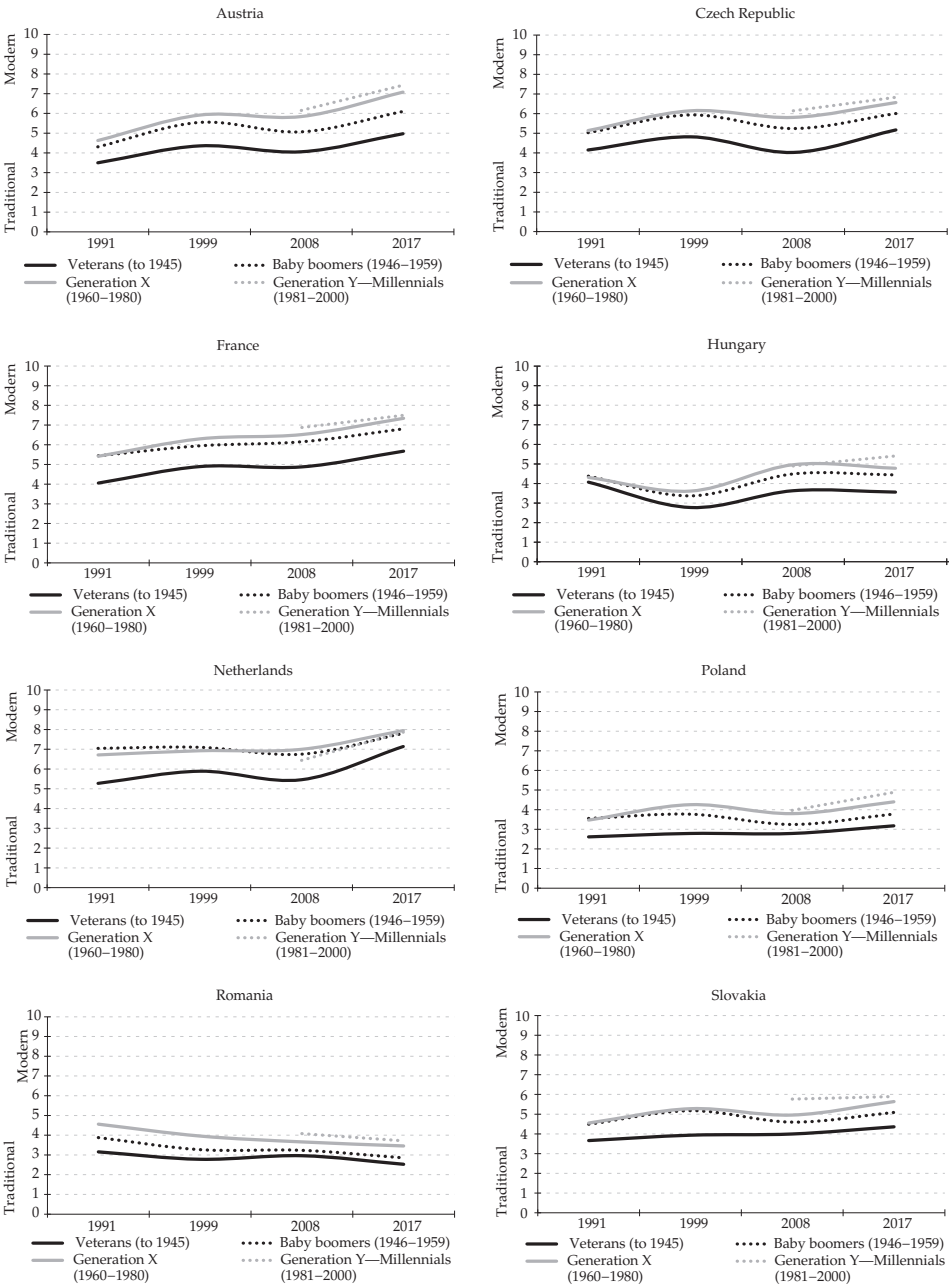 Austria
Modern
Traditional
10
9
8
7
6
5
4
3
2
1
0
1991 1999 2008 2017
Veterans (to 1945) Baby boomers (1946–1959)
Generation X Generation Y—Millennials
(1960–1980) (1981–2000)
Czech Republic
Modern
Traditional
10
9
8
7
6
5
4
3
2
1
0
1991 1999 2008 2017
Veterans (to 1945) Baby boomers (1946–1959)
Generation X Generation Y—Millennials
(1960–1980) (1981–2000)
France
Modern
Traditional
10
9
8
7
6
5
4
3
2
1
0
1991 1999 2008 2017
Veterans (to 1945) Baby boomers (1946–1959)
Generation X Generation Y—Millennials
(1960–1980) (1981–2000)
Hungary
Modern
Traditional
10
9
8
7
6
5
4
3
2
1
0
1991 1999 2008 2017
Veterans (to 1945) Baby boomers (1946–1959)
Generation X Generation Y—Millennials
(1960–1980) (1981–2000)
Netherlands
Modern
Traditional
10
9
8
7
6
5
4
3
2
1
0
1991 1999 2008 2017
Veterans (to 1945) Baby boomers (1946–1959)
Generation X Generation Y—Millennials
(1960–1980) (1981–2000)
Poland
Modern
Traditional
10
9
8
7
6
5
4
3
2
1
0
1991 1999 2008 2017
Veterans (to 1945) Baby boomers (1946–1959)
Generation X Generation Y—Millennials
(1960–1980) (1981–2000)
Romania
Modern
Traditional
10
9
8
7
6
5
4
3
2
1
0
1991 1999 2008 2017
Veterans (to 1945) Baby boomers (1946–1959)
Generation X Generation Y—Millennials
(1960–1980) (1981–2000)
Slovakia
Modern
Traditional
10
9
8
7
6
5
4
3
2
1
0
1991 1999 2008 2017
Veterans (to 1945) Baby boomers (1946–1959)
Generation X Generation Y—Millennials
(1960–1980) (1981–2000)